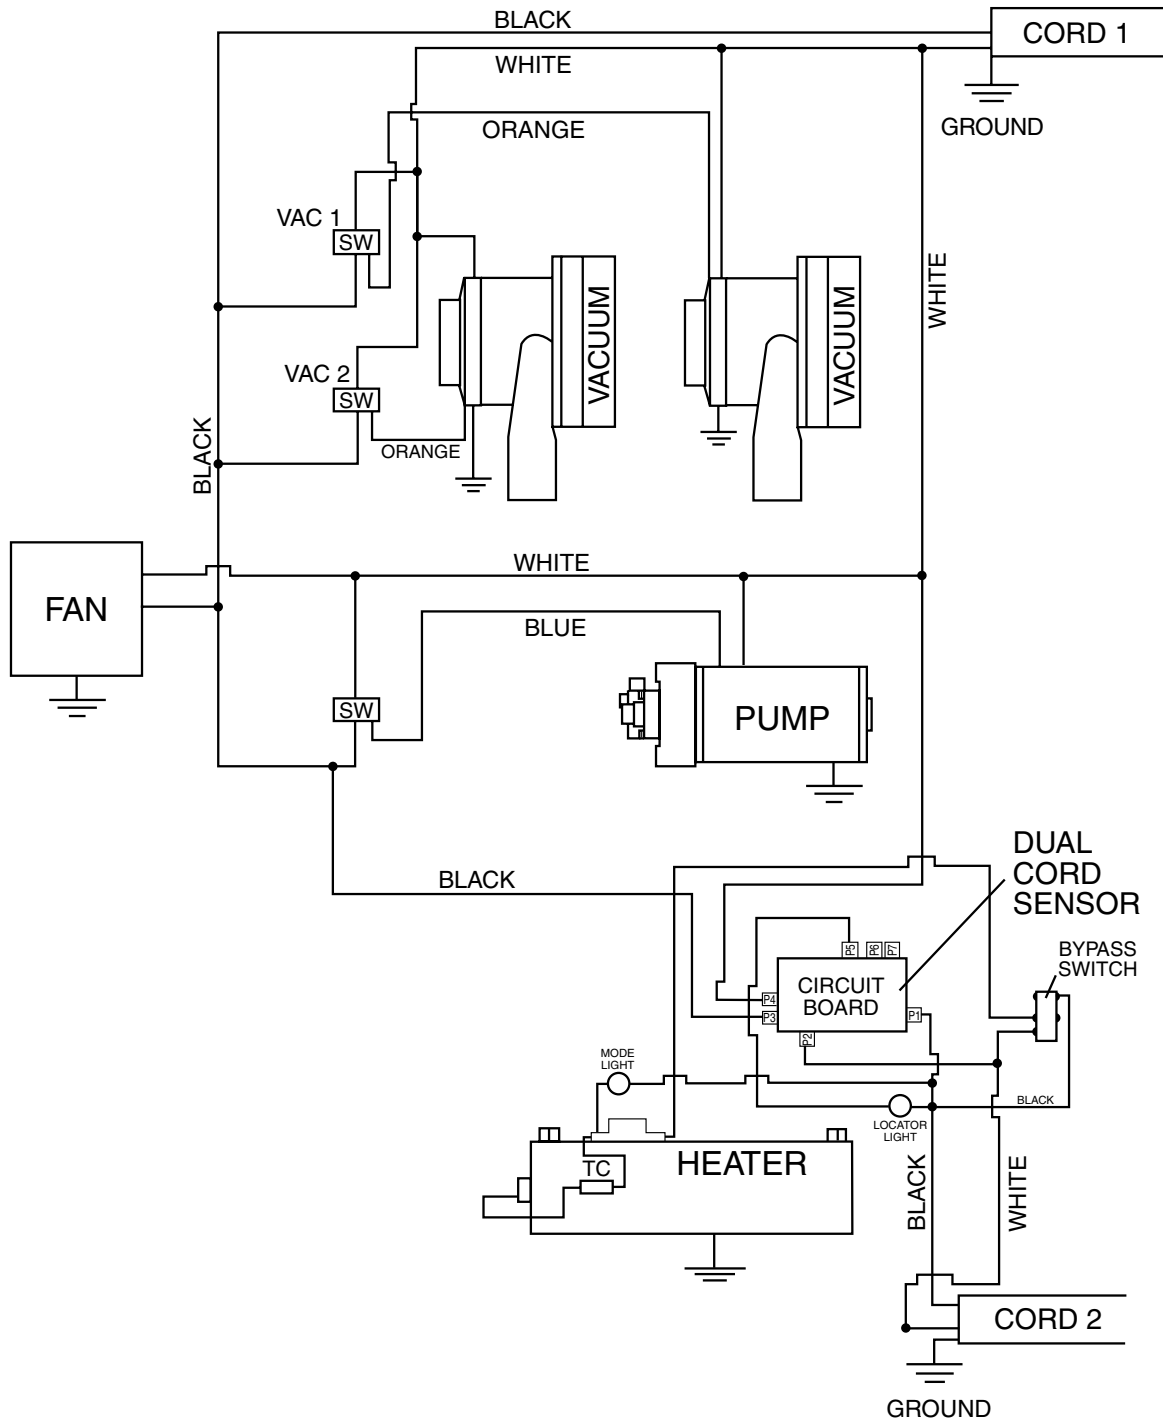 BLACK
CORD 1
WHITE
GROUND
ORANGE
VAC 1
SW
WHITE
VACUUM
VACUUM
VAC 2
SW
ORANGE
BLACK
WHITE
FAN
BLUE
SW
PUMP
DUAL
CORD
SENSOR
BLACK
BYPASS
SWITCH
P5
P6
P7
CIRCUIT
BOARD
P4
P3
P1
P2
MODE
LIGHT
BLACK
LOCATOR
LIGHT
HEATER
TC
BLACK
WHITE
CORD 2
GROUND